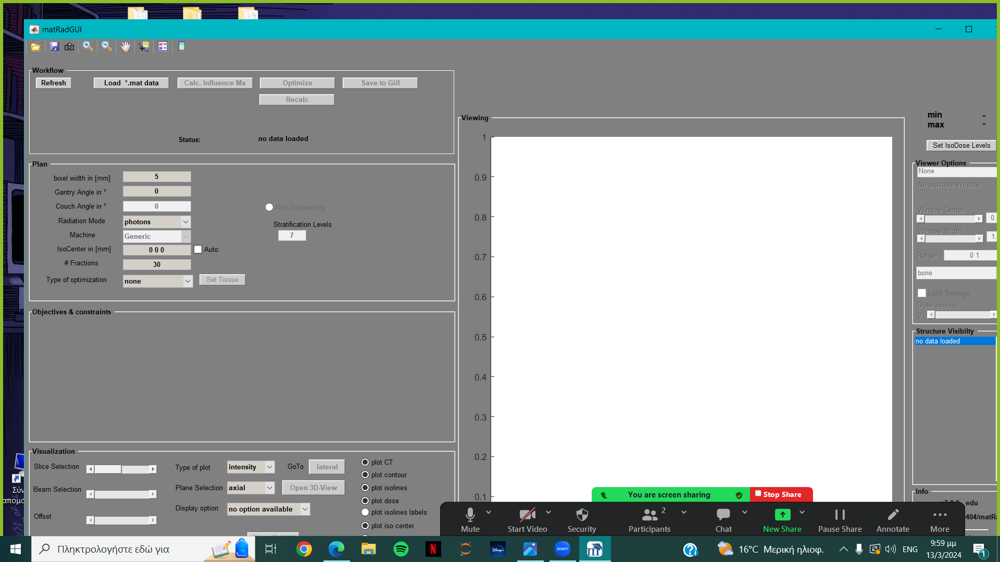 matRadGUI
Workflow
Refresh
Load *.mat data
Calc. influence Mx
Optimize
Save to GUI
Recalc
Status:
no data loaded
Plan
bixel width in [mm]
5
Gantry Angle in °
0
Couch Angle in °
0
Radiation Mode
photons
Machine
Generic
IsoCenter in [mm]
0 0 0
Auto.
# Fractions
30
Type of optimization
none
Set Tissue
Run Sequencing
Stratification Levels
7
Objectives & constraints
Visualization
Slice Selection
Beam Selection
Offset
Type of plot
intensity
GoTo
lateral
Plane Selection
axial
Open 3D-View
Display option
no option available
plot CT
plot contour
plot isolines
plot dose
plot isolines labels
plot iso center
Viewing
1
0.9
0.8
0.7
0.6
0.5
0.4
0.3
0.2
0.1
min -
max -
Set IsoDose Levels
Viewer Options
None
No available Window
Window Center:
0.
Window Width:
1.
Range:
0 1
bone
Lock Settings
Dose opacity:
0
Structure Visibilty
no data loaded
Info
edu
404/matRa
Σύν
απομα
You are screen sharing
Stop Share
Mute
Start Video
Security
Participants
2
Chat
New Share
Pause Share
Annotate
More
Πληκτρολογήστε εδώ για
N
Disney+
zoom
m
16°C Μερική ηλιοφ.
ENG
9:59 μμ
13/3/2024
1